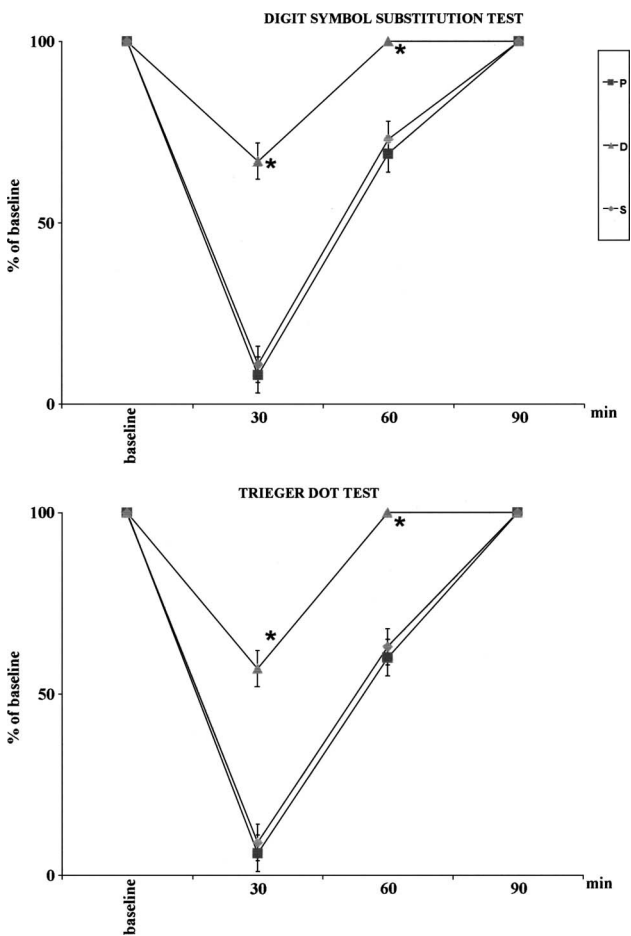 DIGIT SYMBOL SUBSTITUTION TEST
100
*
P
D
*
50
S
% of baseline
0
baseline
30
60
90
min
TRIEGER DOT TEST
100
*
*
50
% of baseline
0
baseline
30
60
90
min